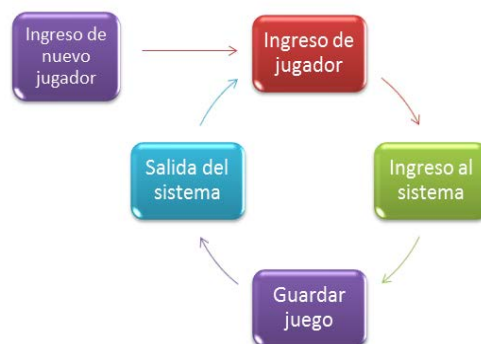 Ingreso de
nuevo
jugador
Ingreso de
jugador
Salida del
sistema
Ingreso al
sistema
Guardar
juego